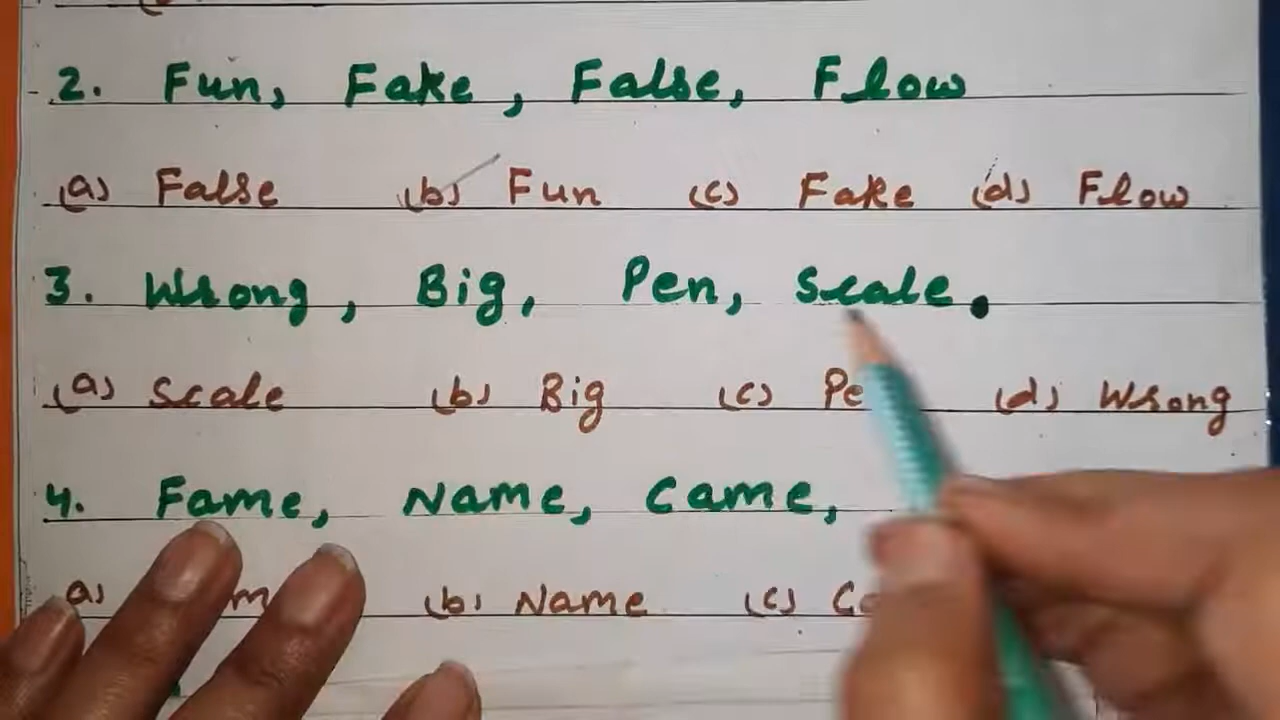 2. Fun, Fake, False, Flow
(a) False (b) Fun (c) Fake (d) Flow
3. Wrong, Big, Pen, Scale.
(a) Scale (b) Big (c) Pe (d) Wrong
4. Fame, Name, Came,
a) (b) Name (c)